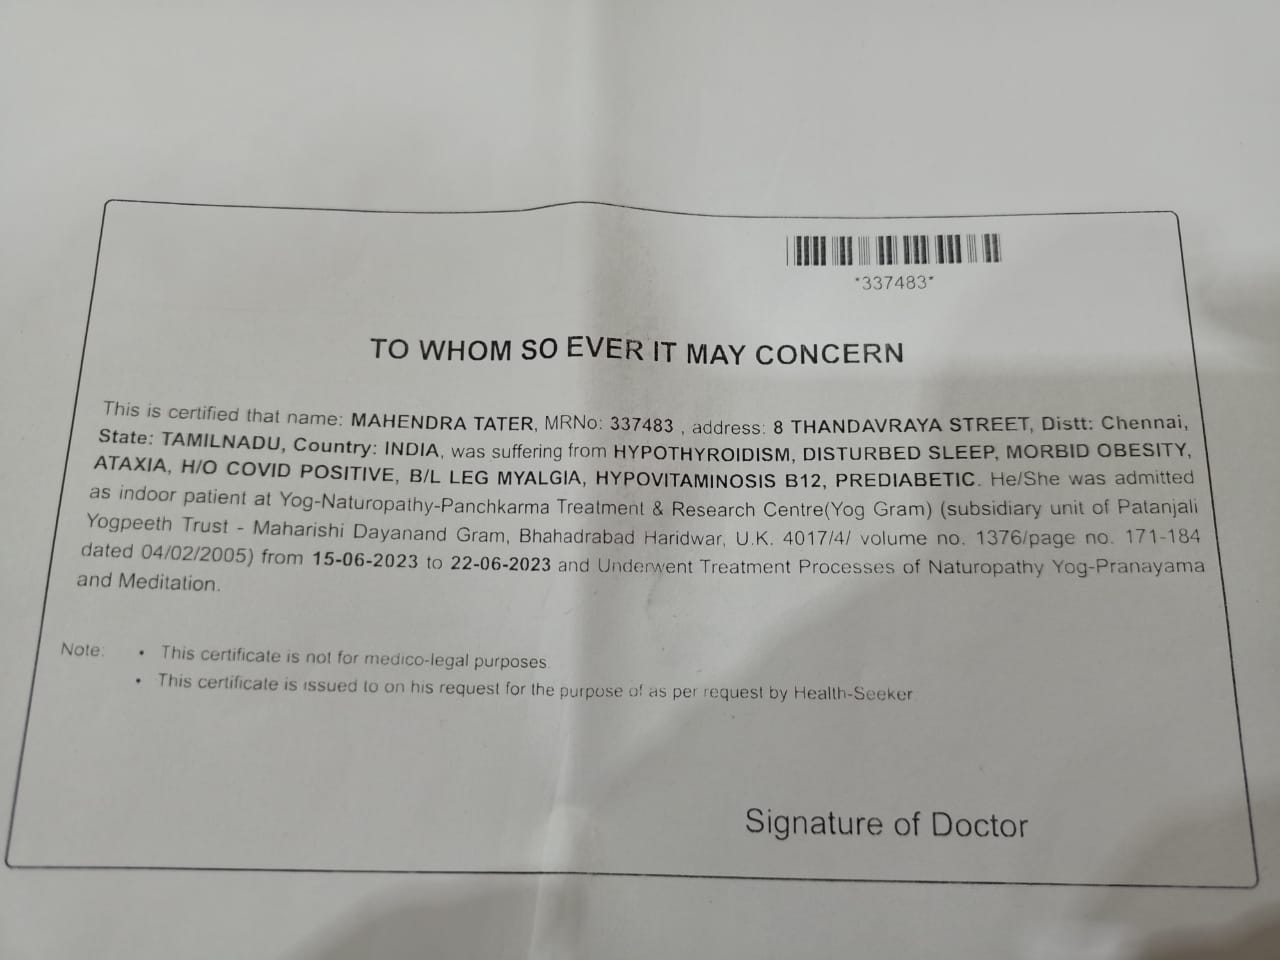 *337483*
TO WHOM SO EVER IT MAY CONCERN
This is certified that name: MAHENDRA TATER, MRNo: 337483 , address: 8 THANDAVRAYA STREET, Distt: Chennai,
State: TAMILNADU, Country: INDIA, was suffering from HYPOTHYROIDISM, DISTURBED SLEEP, MORBID OBESITY,
ATAXIA, H/O COVID POSITIVE, B/L LEG MYALGIA, HYPOVITAMINOSIS B12, PREDIABETIC. He/She was admitted
as indoor patient at Yog-Naturopathy-Panchkarma Treatment & Research Centre(Yog Gram) (subsidiary unit of Patanjali
Yogpeeth Trust - Maharishi Dayanand Gram, Bhahadrabad Haridwar, U.K. 4017/4/ volume no. 1376/page no. 171-184
dated 04/02/2005) from 15-06-2023 to 22-06-2023 and Underwent Treatment Processes of Naturopathy Yog-Pranayama
and Meditation.
Note: • This certificate is not for medico-legal purposes
• This certificate is issued to on his request for the purpose of as per request by Health-Seeker
Signature of Doctor